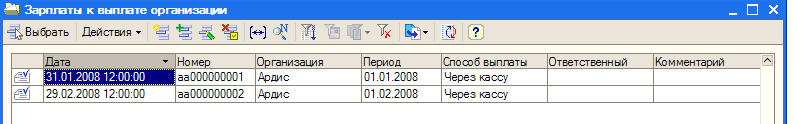 Зарплаты к выплате организации
Выбрать Действия
Дата Номер Организация Период Способ выплаты Ответственный Комментарий
31.01.2008 12:00:00 аа000000001 Ардис 01.01.2008 Через кассу
29.02.2008 12:00:00 аа000000002 Ардис 01.02.2008 Через кассу